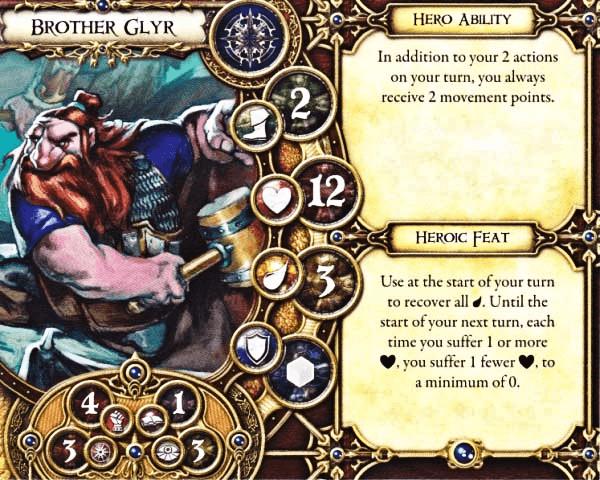 Brother Glyr
2
12
3
4
1
3
3
Hero Ability
In addition to your 2 actions
on your turn, you always
receive 2 movement points.
Heroic Feat
Use at the start of your turn
to recover all . Until the
start of your next turn, each
time you suffer 1 or more
, you suffer 1 fewer , to
a minimum of 0.